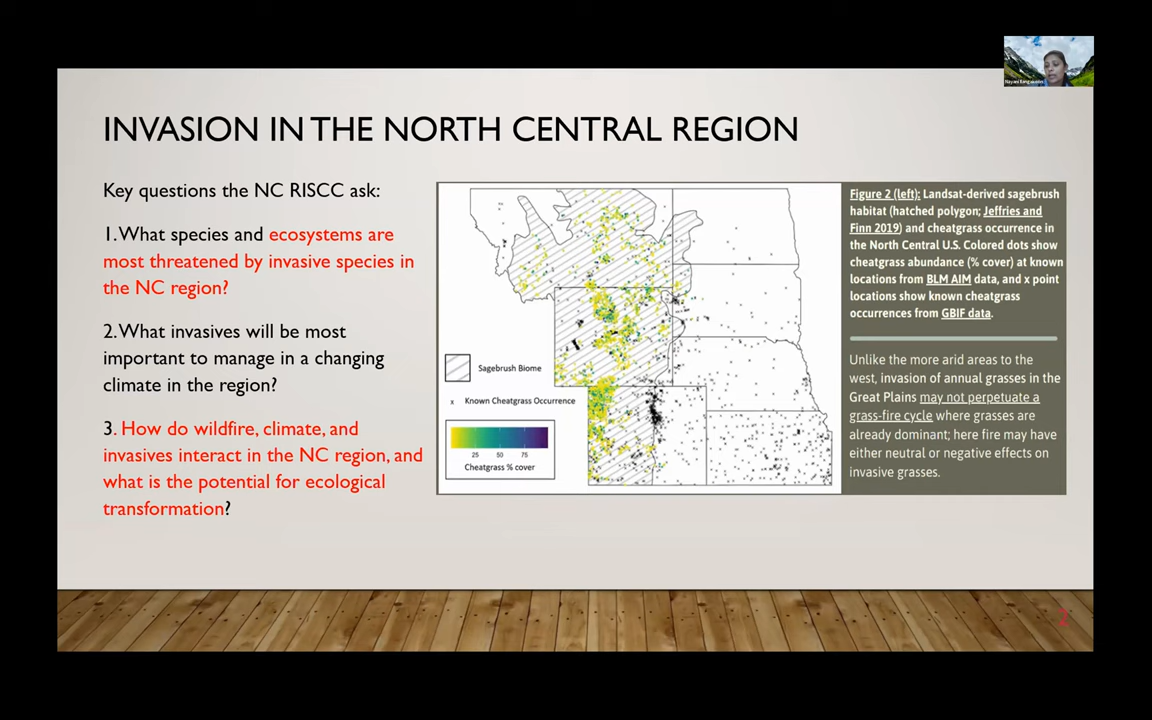 INVASION IN THE NORTH CENTRAL REGION
Key questions the NC RISCC ask:
1.What species and ecosystems are
most threatened by invasive species in
the NC region?
2.What invasives will be most
important to manage in a changing
climate in the region?
3. How do wildfire, climate, and
invasives interact in the NC region, and
what is the potential for ecological
transformation?
Sagebrush Biome
x Known Cheatgrass Occurrence
25 50 75
Cheatgrass % cover
Figure 2 (left): Landsat-derived sagebrush
habitat (hatched polygon; Jeffries and
Finn 2019) and cheatgrass occurrence in
the North Central U.S. Colored dots show
cheatgrass abundance (% cover) at known
locations from BLM AIM data, and x point
locations show known cheatgrass
occurrences from GBIF data.
Unlike the more arid areas to the
west, invasion of annual grasses in the
Great Plains may not perpetuate a
grass-fire cycle where grasses are
already dominant; here fire may have
either neutral or negative effects on
invasive grasses.
2